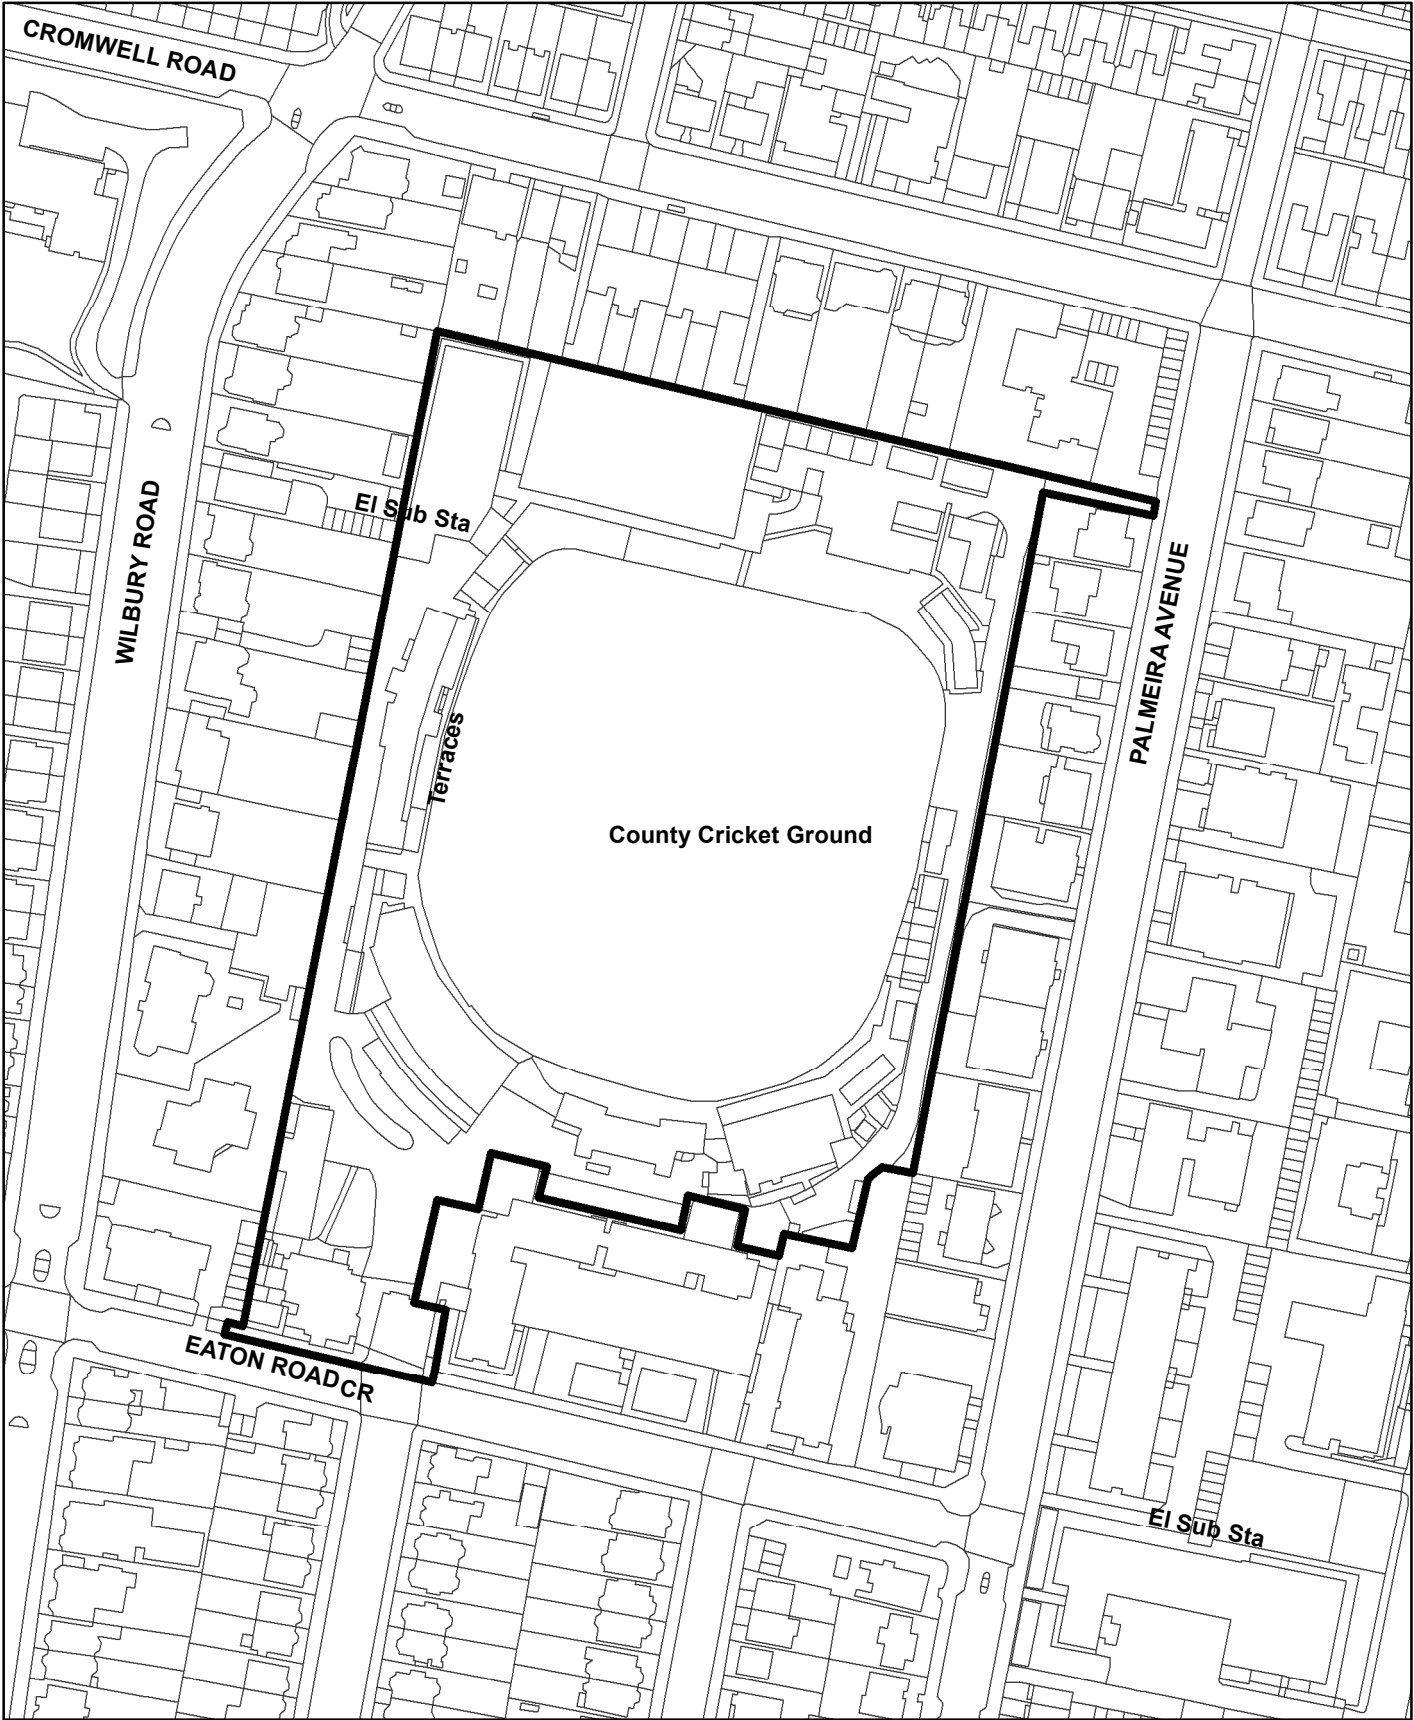 CROMWELL ROAD
El Sub Sta
WILBURY ROAD
PALMEIRA AVENUE
Terraces
County Cricket Ground
EATON ROAD
CR
El Sub Sta